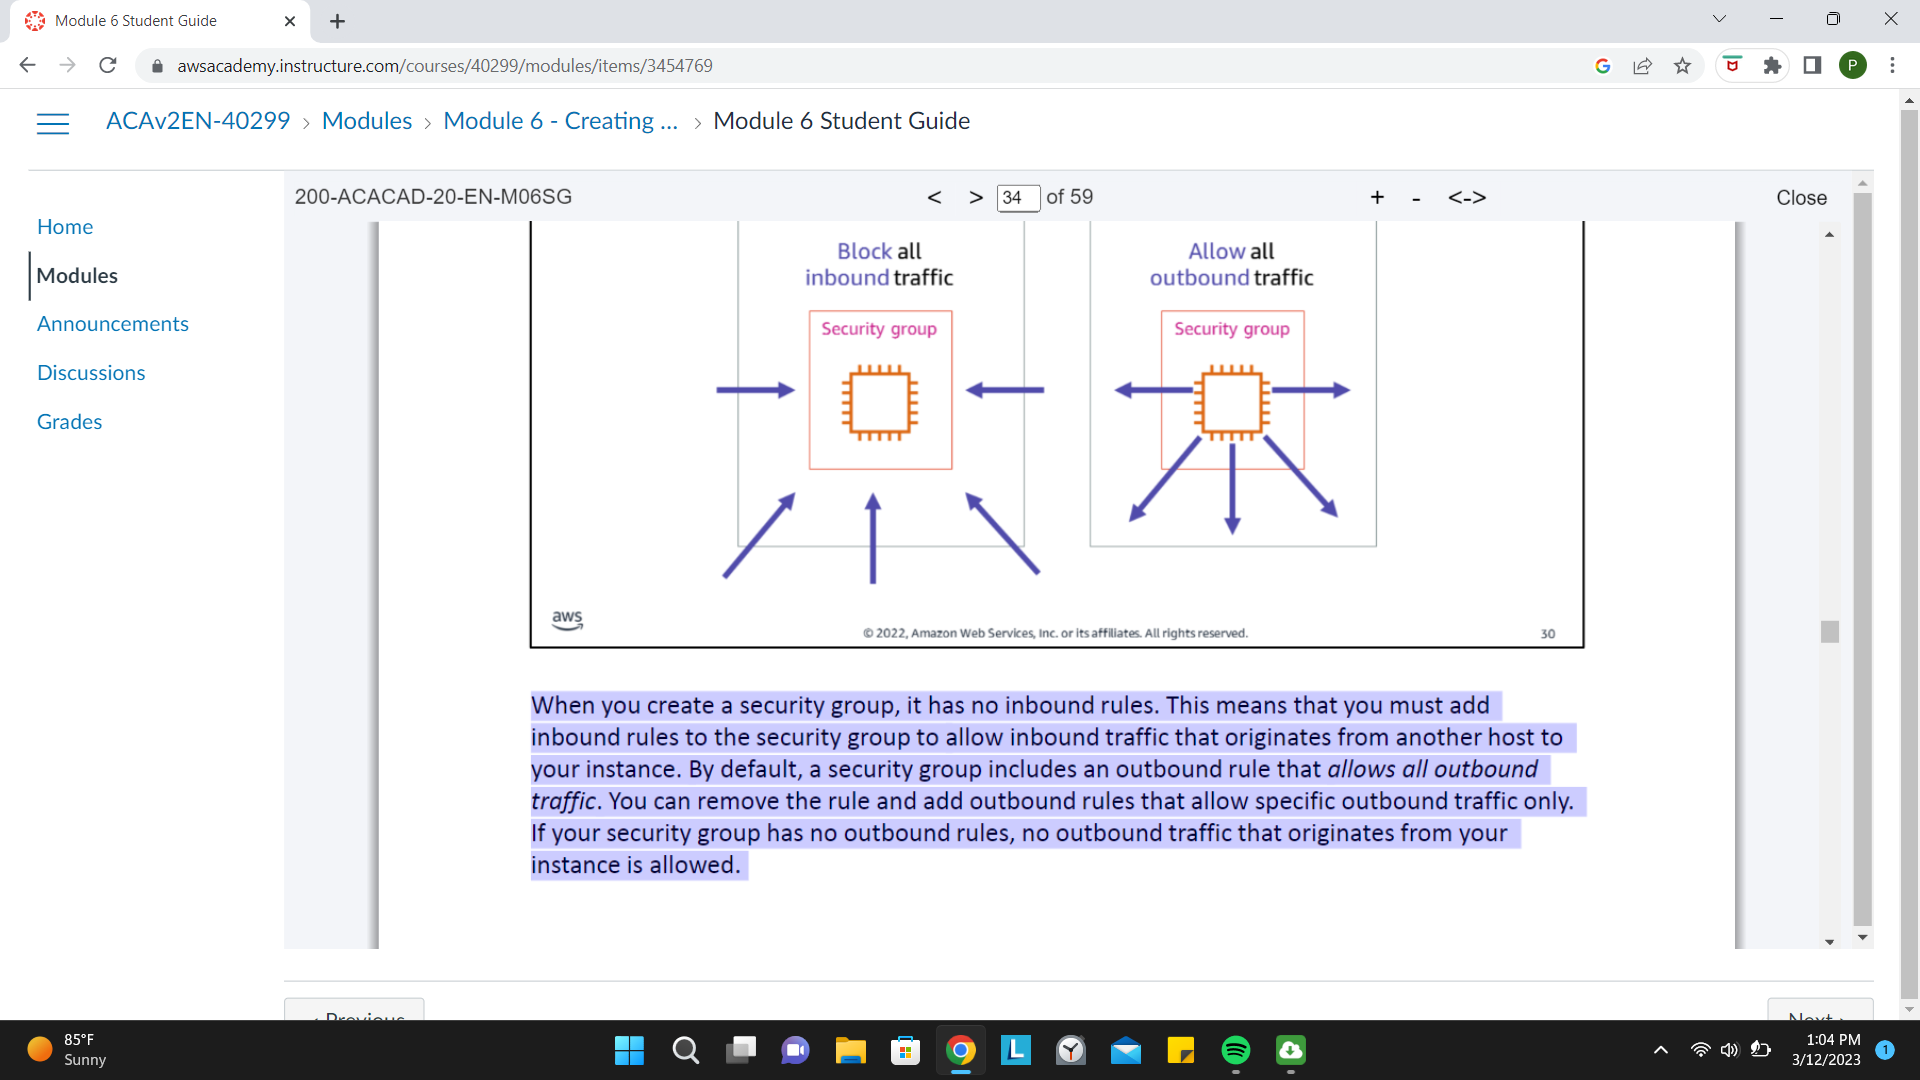 Module 6 Student Guide
awsacademy.instructure.com/courses/40299/modules/items/3454769
P
ACAv2EN-40299 › Modules › Module 6 - Creating ... › Module 6 Student Guide
200-ACACAD-20-EN-M06SG
< > 34 of 59
+ - <->
Close
Home
Modules
Announcements
Discussions
Grades
Block all
inbound traffic
Security group
Allow all
outbound traffic
Security group
aws
© 2022, Amazon Web Services, Inc. or its affiliates. All rights reserved.
30
When you create a security group, it has no inbound rules. This means that you must add
inbound rules to the security group to allow inbound traffic that originates from another host to
your instance. By default, a security group includes an outbound rule that allows all outbound
traffic. You can remove the rule and add outbound rules that allow specific outbound traffic only.
If your security group has no outbound rules, no outbound traffic that originates from your
instance is allowed.
‹ Previous
Next ›
85°F
Sunny
L
1:04 PM
3/12/2023
1